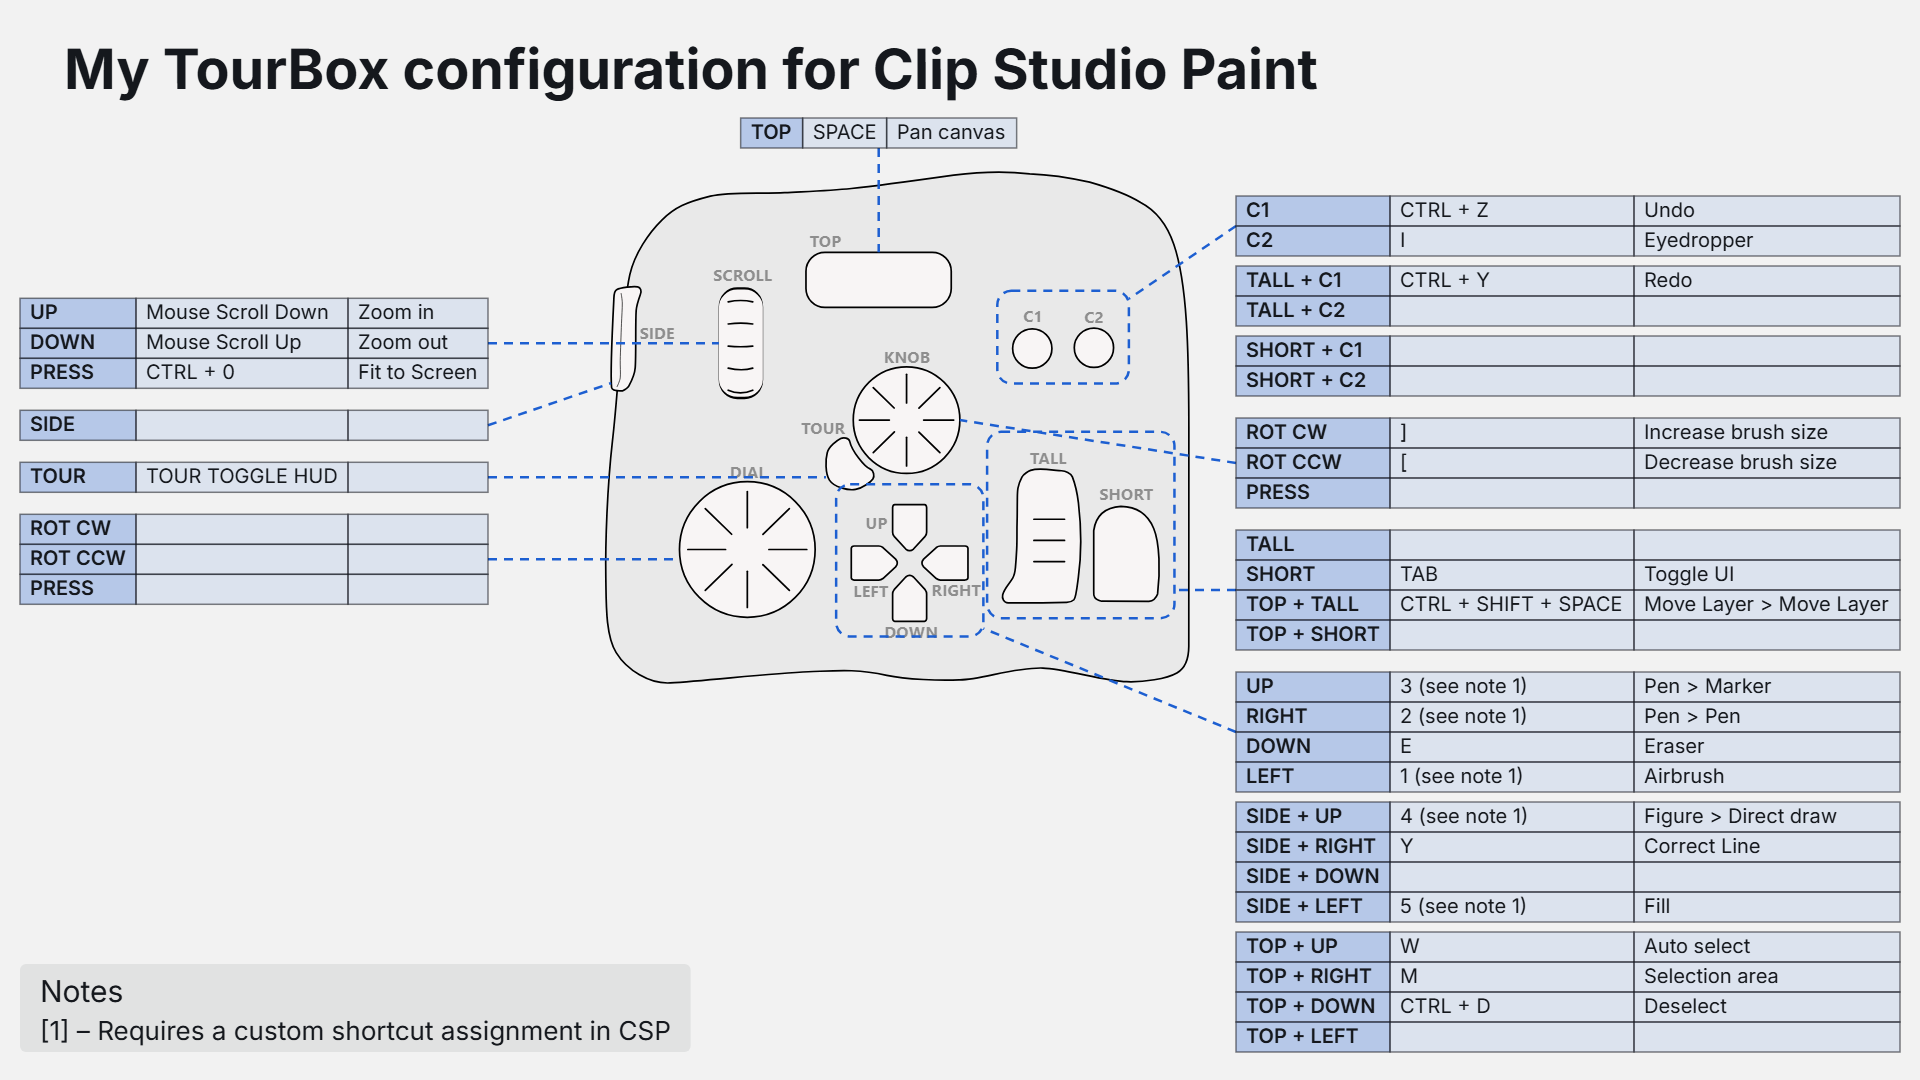 My TourBox configuration for Clip Studio Paint
TOP SPACE Pan canvas
UP Mouse Scroll Down Zoom in
DOWN Mouse Scroll Up Zoom out
PRESS CTRL + 0 Fit to Screen
SIDE
TOUR TOUR TOGGLE HUD
ROT CW
ROT CCW
PRESS
TOP
SCROLL
SIDE
C1 C2
KNOB
TOUR
DIAL
TALL
SHORT
UP
LEFT RIGHT
DOWN
C1 CTRL + Z Undo
C2 I Eyedropper
TALL + C1 CTRL + Y Redo
TALL + C2
SHORT + C1
SHORT + C2
ROT CW ] Increase brush size
ROT CCW [ Decrease brush size
PRESS
TALL
SHORT TAB Toggle UI
TOP + TALL CTRL + SHIFT + SPACE Move Layer > Move Layer
TOP + SHORT
UP 3 (see note 1) Pen > Marker
RIGHT 2 (see note 1) Pen > Pen
DOWN E Eraser
LEFT 1 (see note 1) Airbrush
SIDE + UP 4 (see note 1) Figure > Direct draw
SIDE + RIGHT Y Correct Line
SIDE + DOWN
SIDE + LEFT 5 (see note 1) Fill
TOP + UP W Auto select
TOP + RIGHT M Selection area
TOP + DOWN CTRL + D Deselect
TOP + LEFT
Notes
[1] – Requires a custom shortcut assignment in CSP